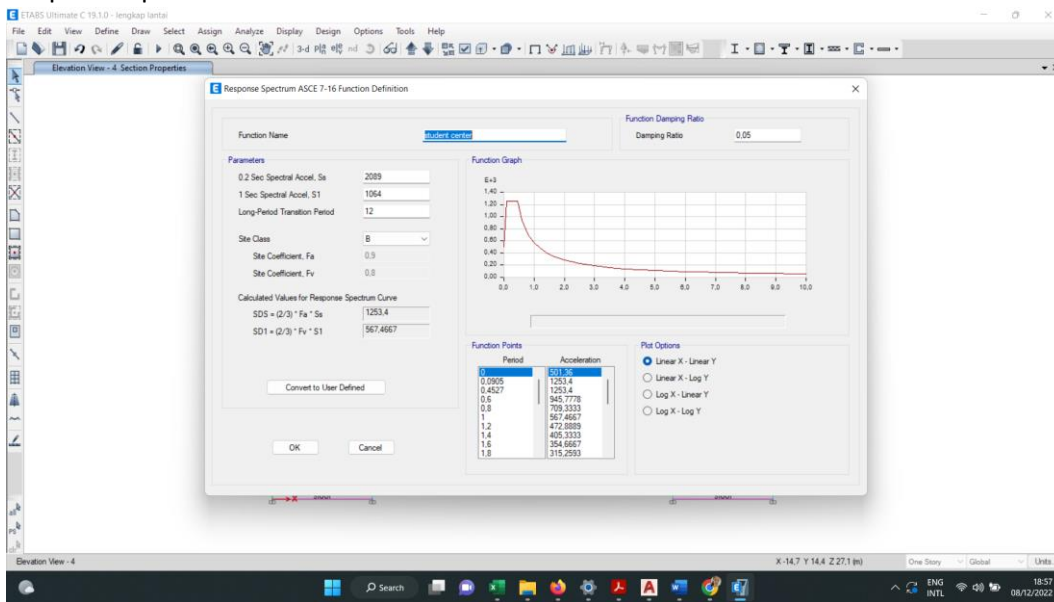 ETABS Ultimate C 19.1.0 - lengkap lantai
File Edit View Define Draw Select Assign Analyze Display Design Options Tools Help
3-d
nd
Elevation View - 4 Section Properties
Response Spectrum ASCE 7-16 Function Definition
Function Name
student center
Function Damping Ratio
Damping Ratio 0,05
Parameters
0.2 Sec Spectral Accel, Ss 2089
1 Sec Spectral Accel, S1 1064
Long-Period Transition Period 12
Site Class B
Site Coefficient, Fa 0,9
Site Coefficient, Fv 0,8
Calculated Values for Response Spectrum Curve
SDS = (2/3) * Fa * Ss 1253,4
SD1 = (2/3) * Fv * S1 567,4667
Convert to User Defined
OK Cancel
Function Graph
E+3
1,40
1,20
1,00
0,80
0,60
0,40
0,20
0,00
0,0 1,0 2,0 3,0 4,0 5,0 6,0 7,0 8,0 9,0 10,0
Function Points
Period Acceleration
0 501,36
0,0905 1253,4
0,4527 1253,4
0,6 945,7778
0,8 709,3333
1 567,4667
1,2 472,8889
1,4 405,3333
1,6 354,6667
1,8 315,2593
Plot Options
Linear X - Linear Y
Linear X - Log Y
Log X - Linear Y
Log X - Log Y
X
Elevation View - 4
X -14,7 Y 14,4 Z 27,1 (m)
One Story Global Units
Search
ENG
INTL
18:57
08/12/2022